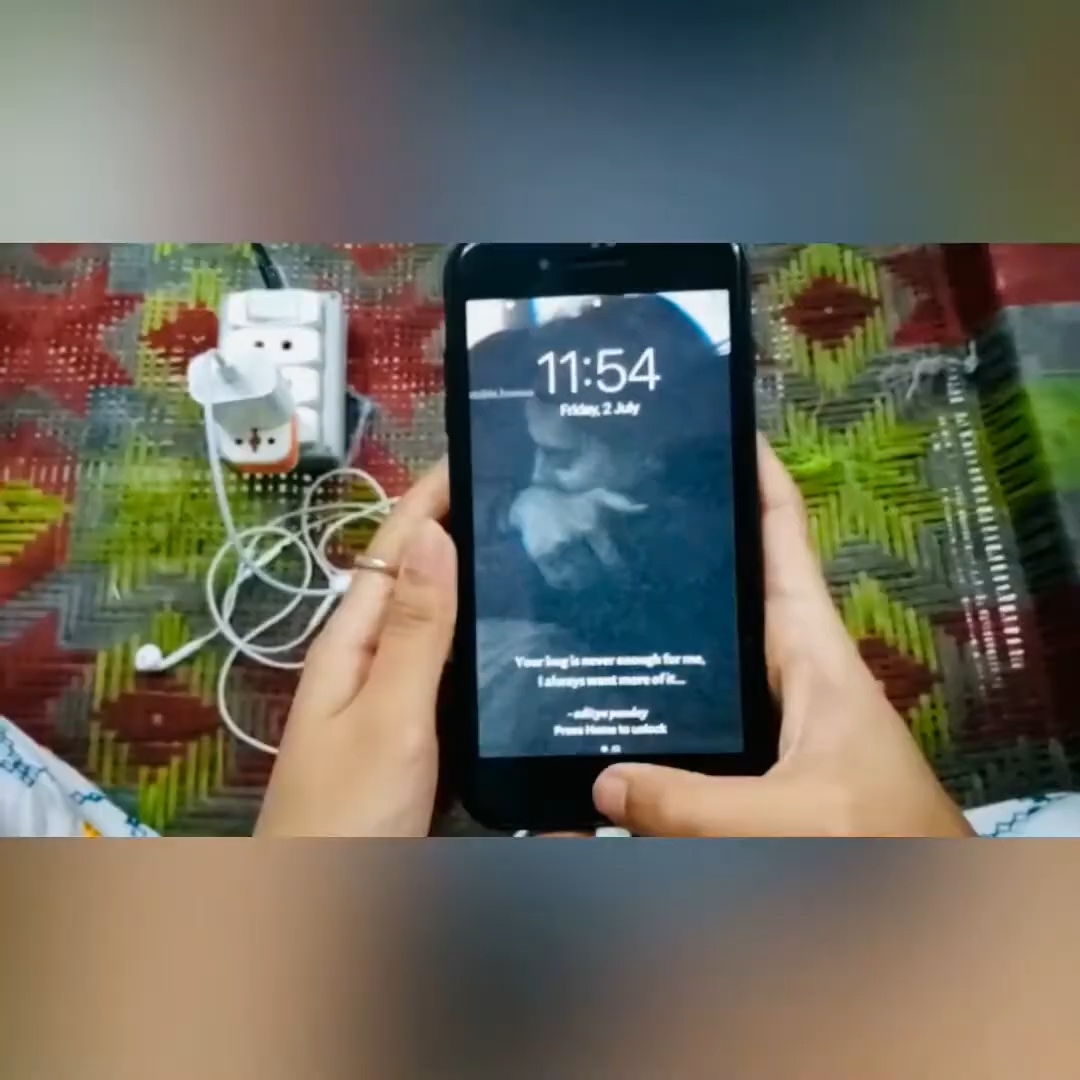 11:54
Friday, 2 July
Your hug is never enough for me,
I always want more of it...
- aditya pandey
Press Home to unlock